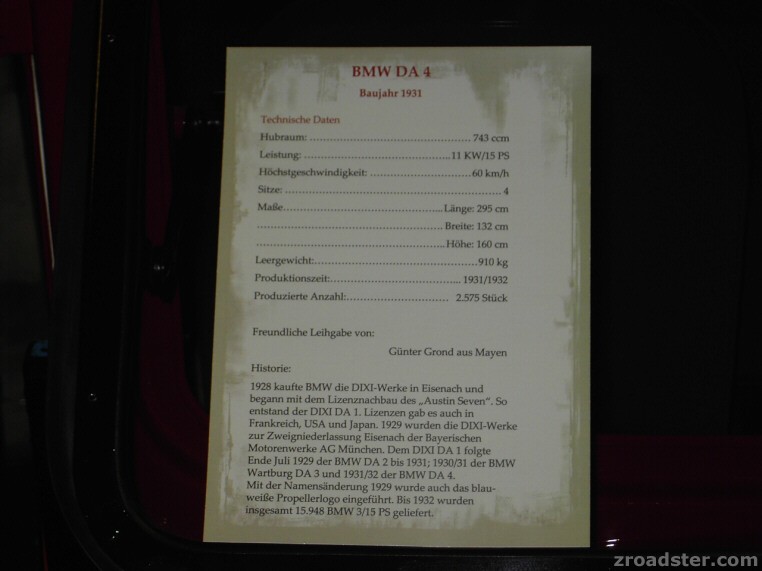 BMW DA 4
Baujahr 1931
Technische Daten
Hubraum: ........................................................ 743 ccm
Leistung: ..................................................11 KW/15 PS
Höchstgeschwindigkeit: ...................................60 km/h
Sitze: ........................................................................ 4
Maße.....................................................Länge: 295 cm
............................................................... Breite: 132 cm
...............................................................Höhe: 160 cm
Leergewicht:.......................................................910 kg
Produktionszeit:............................................ 1931/1932
Produzierte Anzahl:.................................. 2.575 Stück
Freundliche Leihgabe von:
Günter Grond aus Mayen
Historie:
1928 kaufte BMW die DIXI-Werke in Eisenach und
begann mit dem Lizenznachbau des „Austin Seven“. So
entstand der DIXI DA 1. Lizenzen gab es auch in
Frankreich, USA und Japan. 1929 wurden die DIXI-Werke
zur Zweigniederlassung Eisenach der Bayerischen
Motorenwerke AG München. Dem DIXI DA 1 folgte
Ende Juli 1929 der BMW DA 2 bis 1931; 1930/31 der BMW
Wartburg DA 3 und 1931/32 der BMW DA 4.
Mit der Namensänderung 1929 wurde auch das blau-
weiße Propellerlogo eingeführt. Bis 1932 wurden
insgesamt 15.948 BMW 3/15 PS geliefert.
zroadster.com